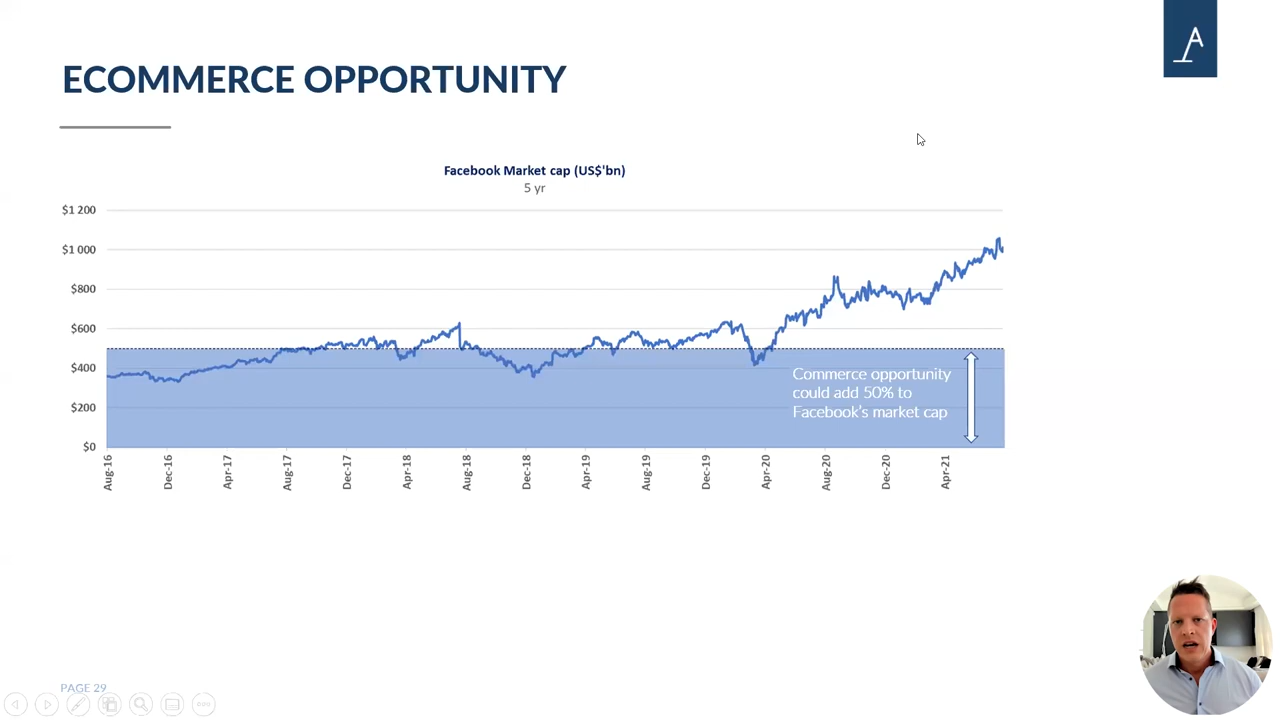 ECOMMERCE OPPORTUNITY
A
Facebook Market cap (US$'bn)
5 yr
$1 200
$1 000
$800
$600
$400
$200
$0
Commerce opportunity
could add 50% to
Facebook's market cap
Aug-16
Dec-16
Apr-17
Aug-17
Dec-17
Apr-18
Aug-18
Dec-18
Apr-19
Aug-19
Dec-19
Apr-20
Aug-20
Dec-20
Apr-21
PAGE 29